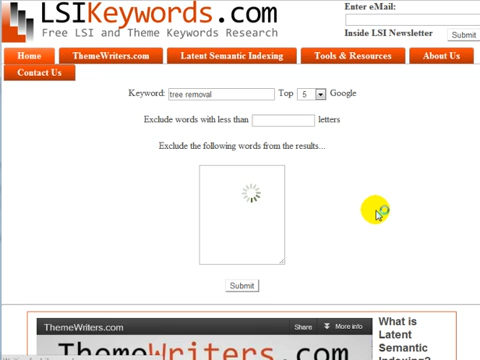 LSIKeywords.com
Free LSI and Theme Keywords Research
Enter eMail:
Inside LSI Newsletter Submit
Home ThemeWriters.com Latent Semantic Indexing Tools & Resources About Us
Contact Us
Keyword: tree removal Top 5 Google
Exclude words with less than letters
Exclude the following words from the results...
Submit
ThemeWriters.com Share More info
ThemeWriters.com
What is
Latent
Semantic
Indexing?